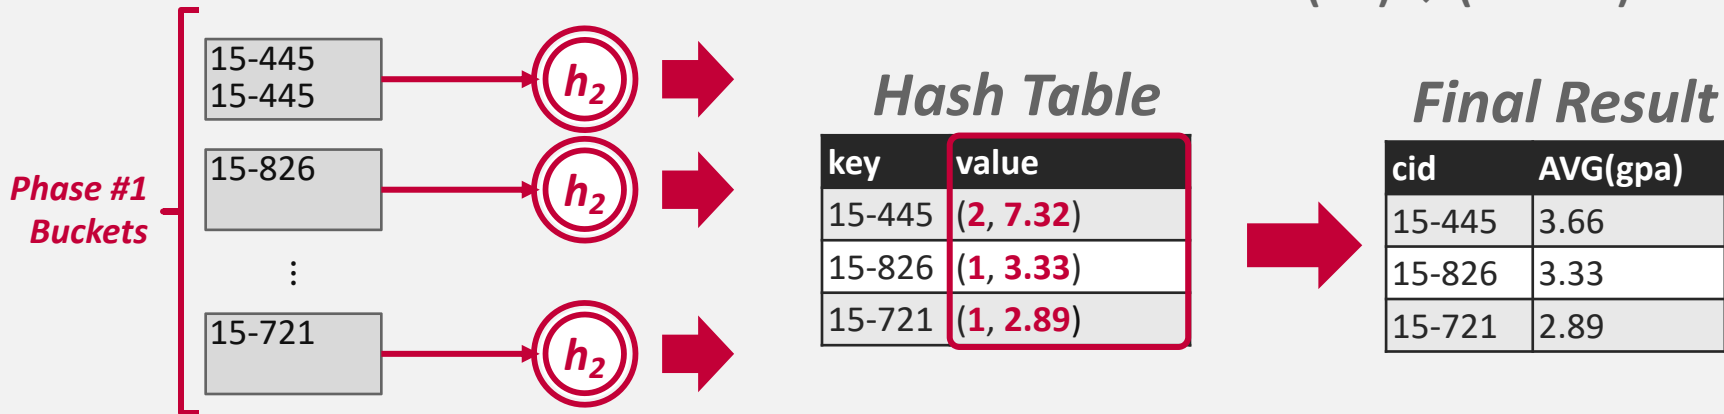 Phase #1
Buckets
15-445
15-445
h2
15-826
h2
⋮
15-721
h2
Hash Table
key value
15-445 (2, 7.32)
15-826 (1, 3.33)
15-721 (1, 2.89)
Final Result
cid AVG(gpa)
15-445 3.66
15-826 3.33
15-721 2.89